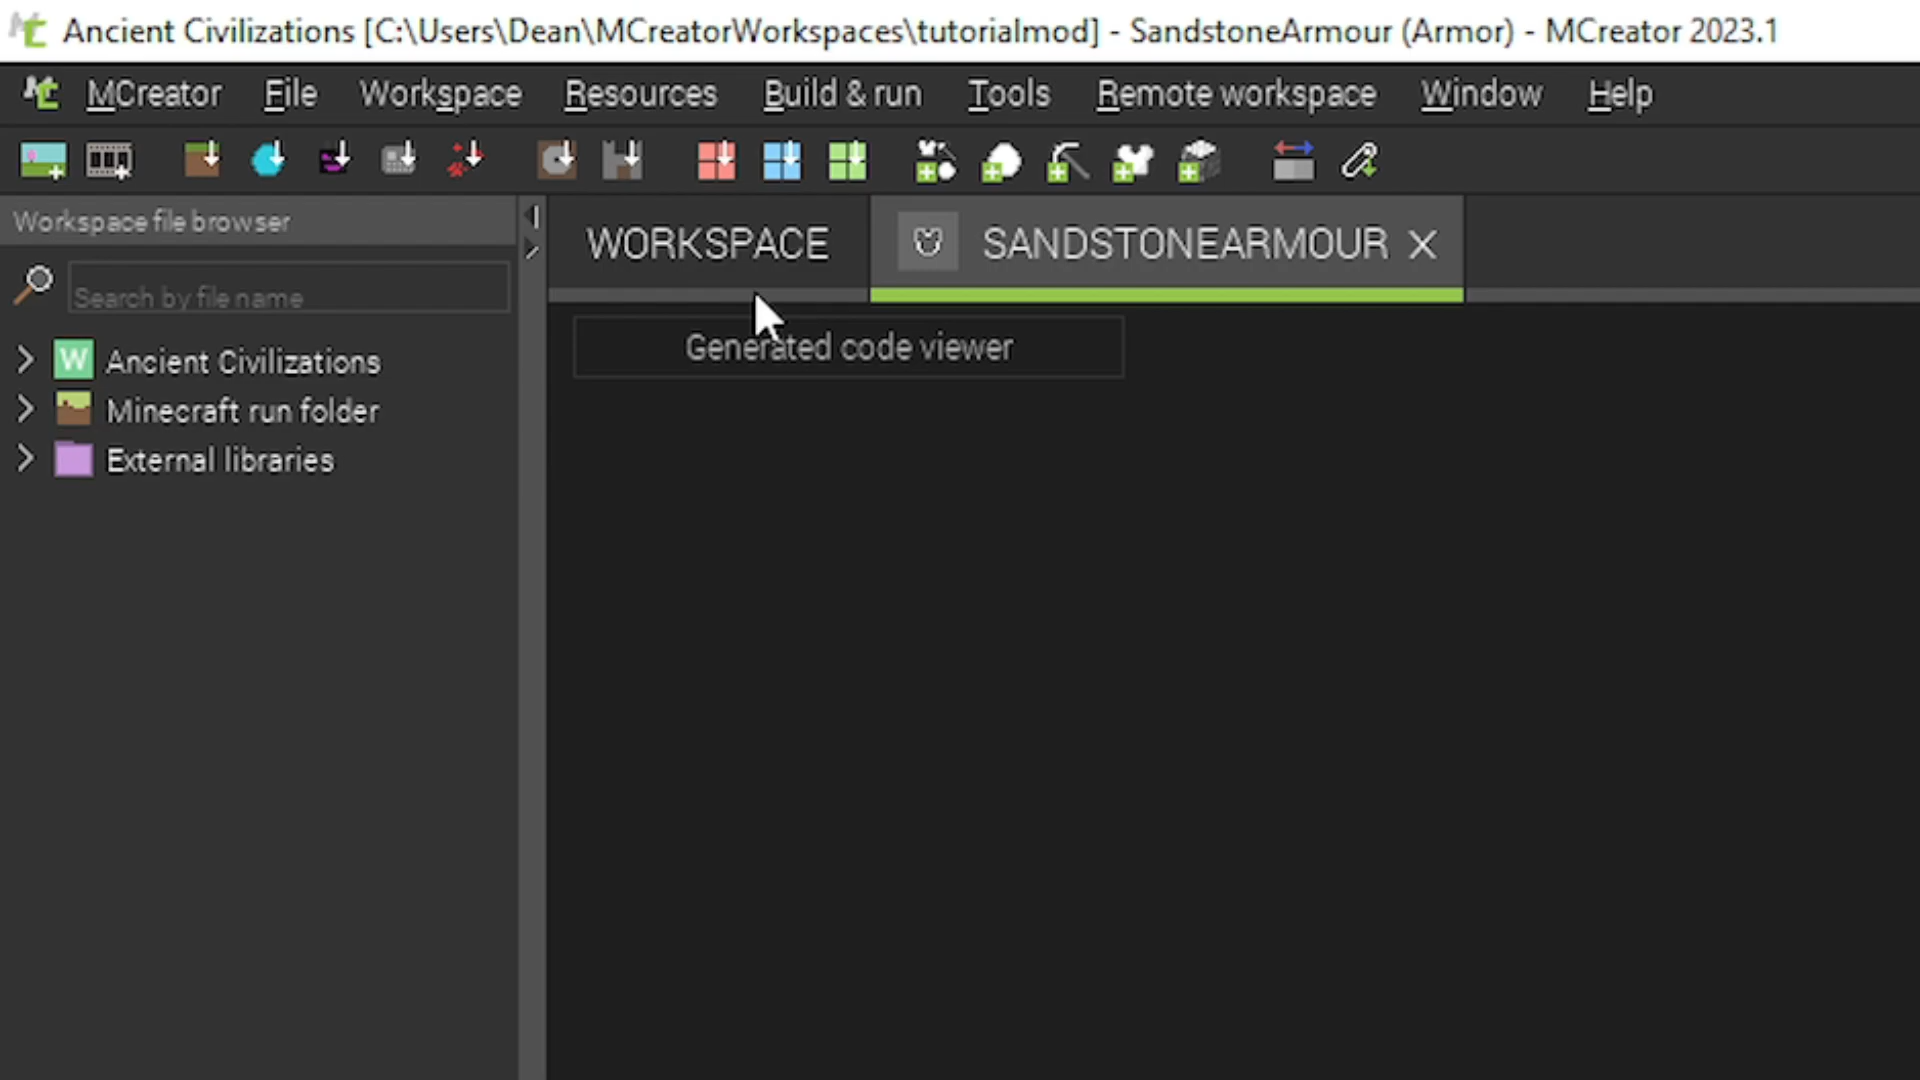 Ancient Civilizations [C:\Users\Dean\MCreatorWorkspaces\tutorialmod] - SandstoneArmour (Armor) - MCreator 2023.1
MCreator File Workspace Resources Build & run Tools Remote workspace Window Help
Workspace file browser
Search by file name
Ancient Civilizations
Minecraft run folder
External libraries
WORKSPACE SANDSTONEARMOUR
Generated code viewer